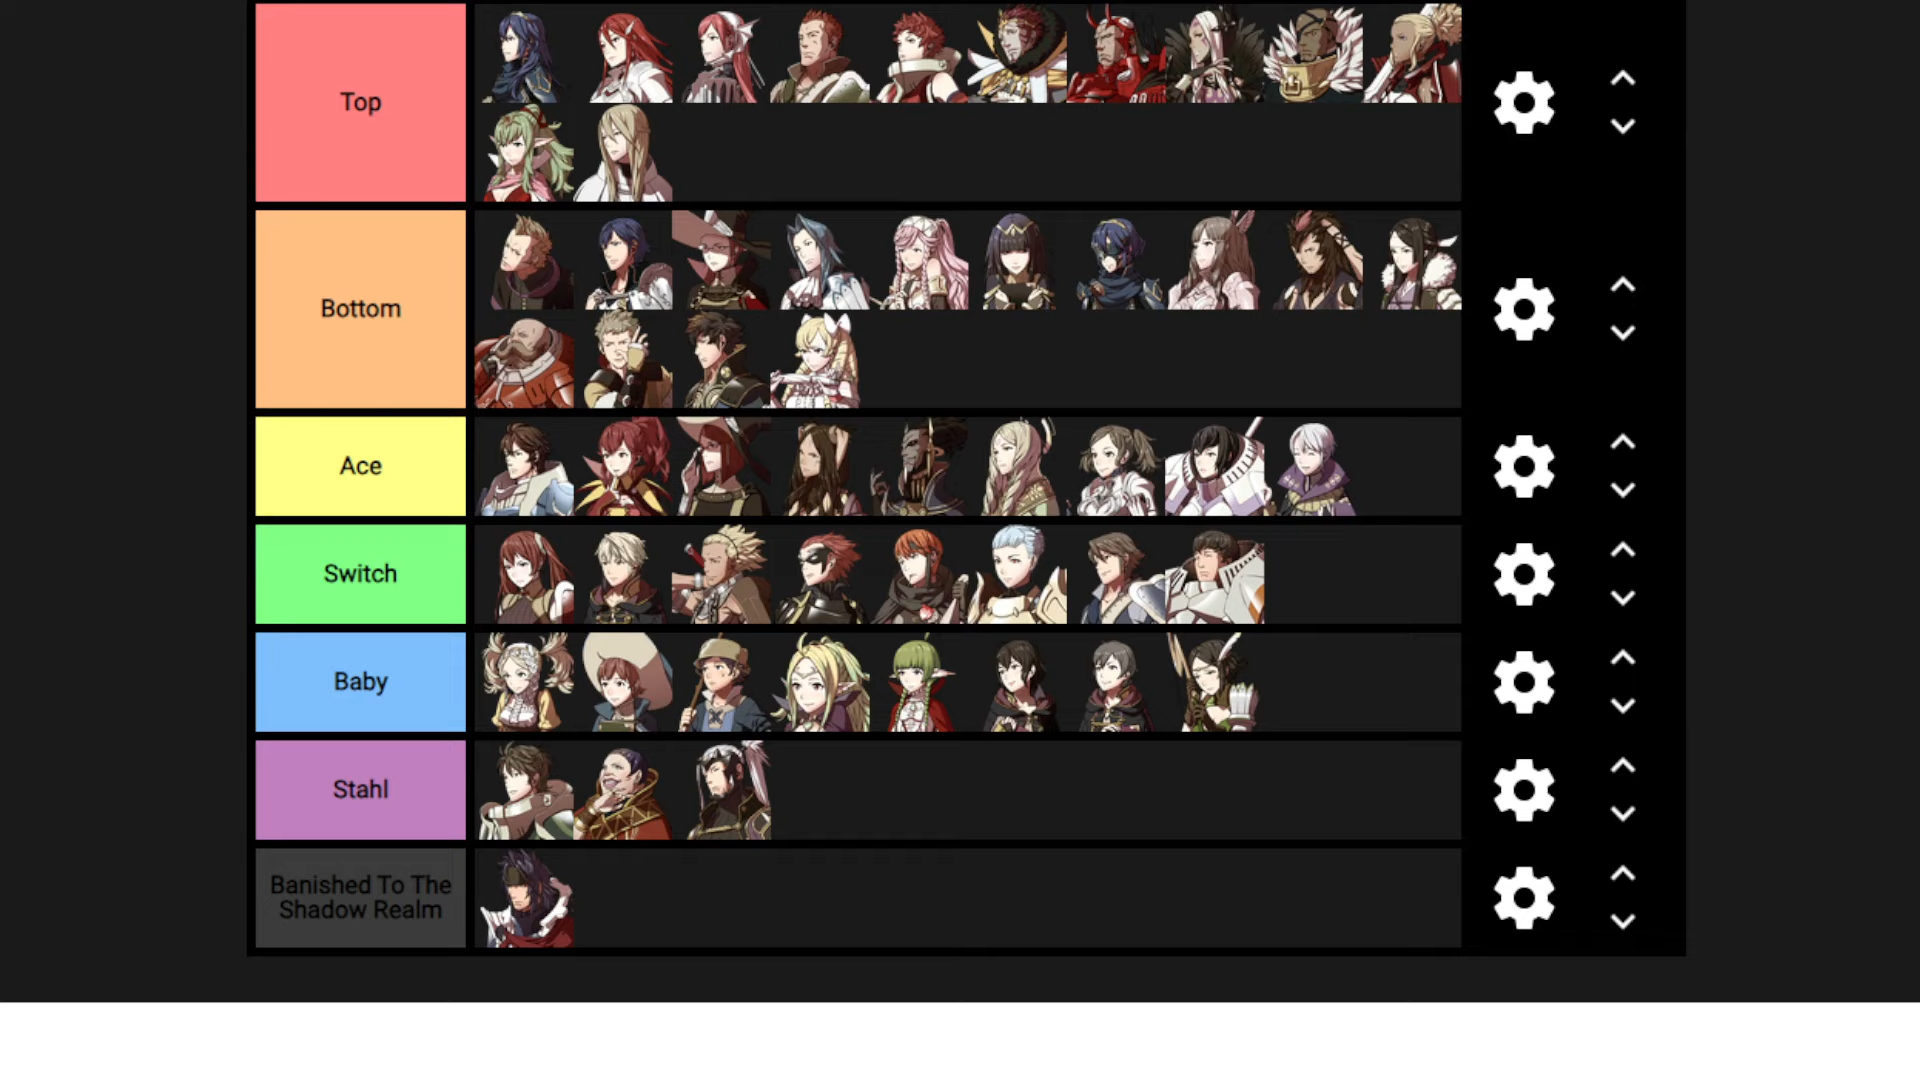 Top
Bottom
Ace
Switch
Baby
Stahl
Banished To The
Shadow Realm